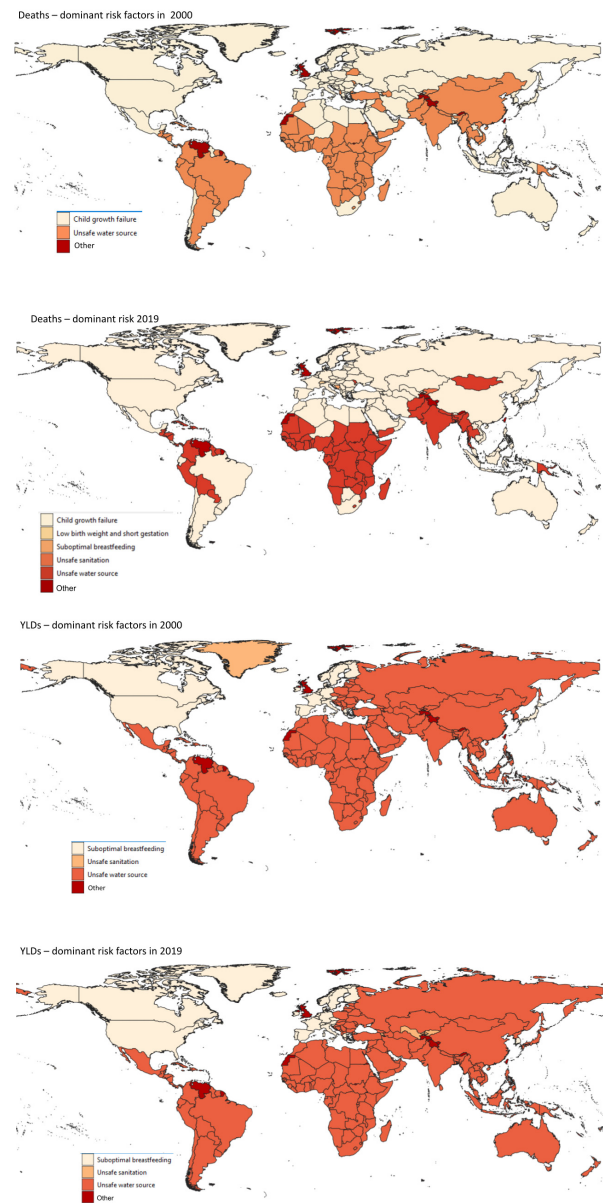 Deaths – dominant risk factors in  2000
Child growth failure
Unsafe water source
Other
Deaths – dominant risk 2019
Child growth failure
Low birth weight and short gestation
Suboptimal breastfeeding
Unsafe sanitation
Unsafe water source
Other
YLDs – dominant risk factors in 2000
Suboptimal breastfeeding
Unsafe sanitation
Unsafe water source
Other
YLDs – dominant risk factors in 2019
Suboptimal breastfeeding
Unsafe sanitation
Unsafe water source
Other